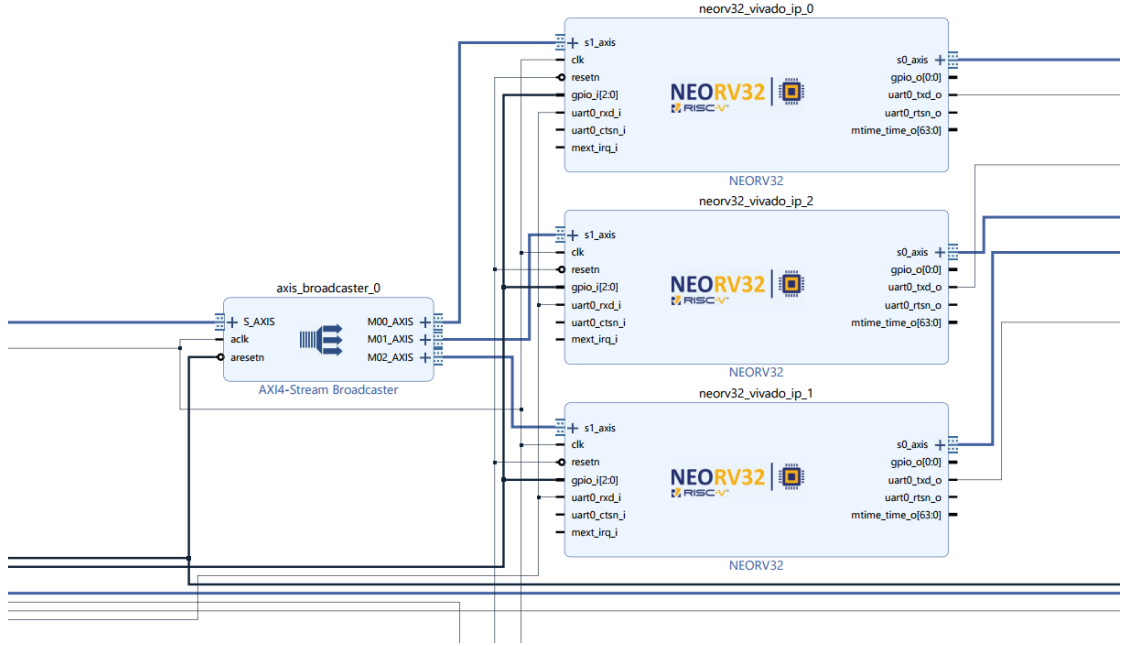 neorv32_vivado_ip_0
s1_axis
clk
resetn
gpio_i[2:0]
uart0_rxd_i
uart0_ctsn_i
mext_irq_i
NEORV32
RISC-V
s0_axis
gpio_o[0:0]
uart0_txd_o
uart0_rtsn_o
mtime_time_o[63:0]
NEORV32
neorv32_vivado_ip_2
s1_axis
clk
resetn
gpio_i[2:0]
uart0_rxd_i
uart0_ctsn_i
mext_irq_i
NEORV32
RISC-V
s0_axis
gpio_o[0:0]
uart0_txd_o
uart0_rtsn_o
mtime_time_o[63:0]
NEORV32
axis_broadcaster_0
S_AXIS
aclk
aresetn
M00_AXIS
M01_AXIS
M02_AXIS
AXI4-Stream Broadcaster
neorv32_vivado_ip_1
s1_axis
clk
resetn
gpio_i[2:0]
uart0_rxd_i
uart0_ctsn_i
mext_irq_i
NEORV32
RISC-V
s0_axis
gpio_o[0:0]
uart0_txd_o
uart0_rtsn_o
mtime_time_o[63:0]
NEORV32